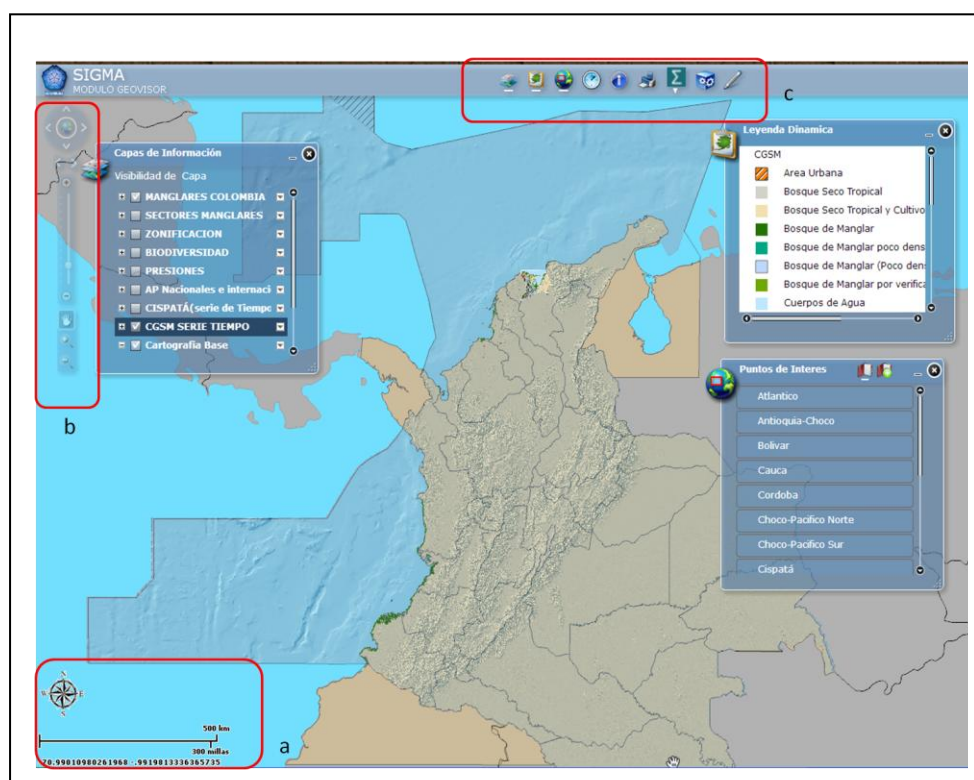 SIGMA
MODULO GEOVISOR
c
Capas de Información
Visibilidad de Capa
MANGLARES COLOMBIA
SECTORES MANGLARES
ZONIFICACION
BIODIVERSIDAD
PRESIONES
AP Nacionales e internaci
CISPATÁ(serie de Tiempo
CGSM SERIE TIEMPO
Cartografia Base
b
Leyenda Dinamica
CGSM
Area Urbana
Bosque Seco Tropical
Bosque Seco Tropical y Cultivo
Bosque de Manglar
Bosque de Manglar poco dens
Bosque de Manglar (Poco dens
Bosque de Manglar por verifica
Cuerpos de Agua
Puntos de Interes
Atlantico
Antioquia-Choco
Bolivar
Cauca
Cordoba
Choco-Pacifico Norte
Choco-Pacifico Sur
Cispatá
N
E
S
W
500 km
300 millas
a